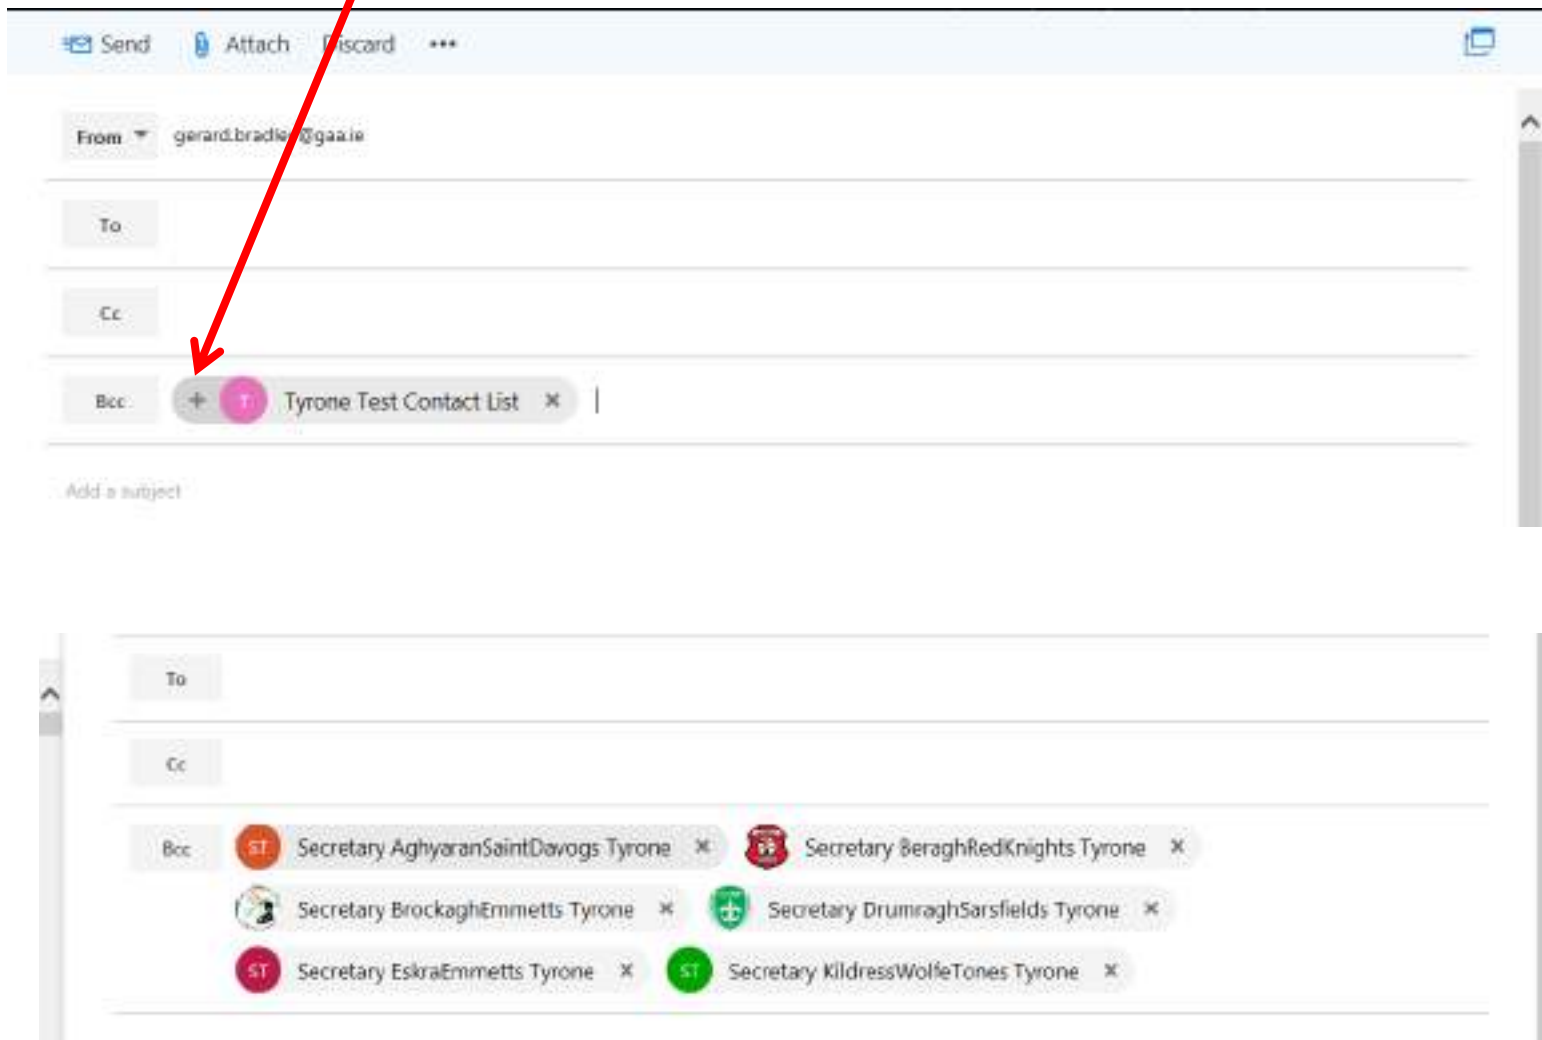 Send Attach Discard •••
From gerard.bradley@gaa.ie
To
Cc
Bcc + T Tyrone Test Contact List ×
Add a subject
To
Cc
Bcc ST Secretary AghyaranSaintDavogs Tyrone × Secretary BeraghRedKnights Tyrone ×
Secretary BrockaghEmmetts Tyrone × Secretary DrumraghSarsfields Tyrone ×
ST Secretary EskraEmmetts Tyrone × ST Secretary KildressWolfeTones Tyrone ×